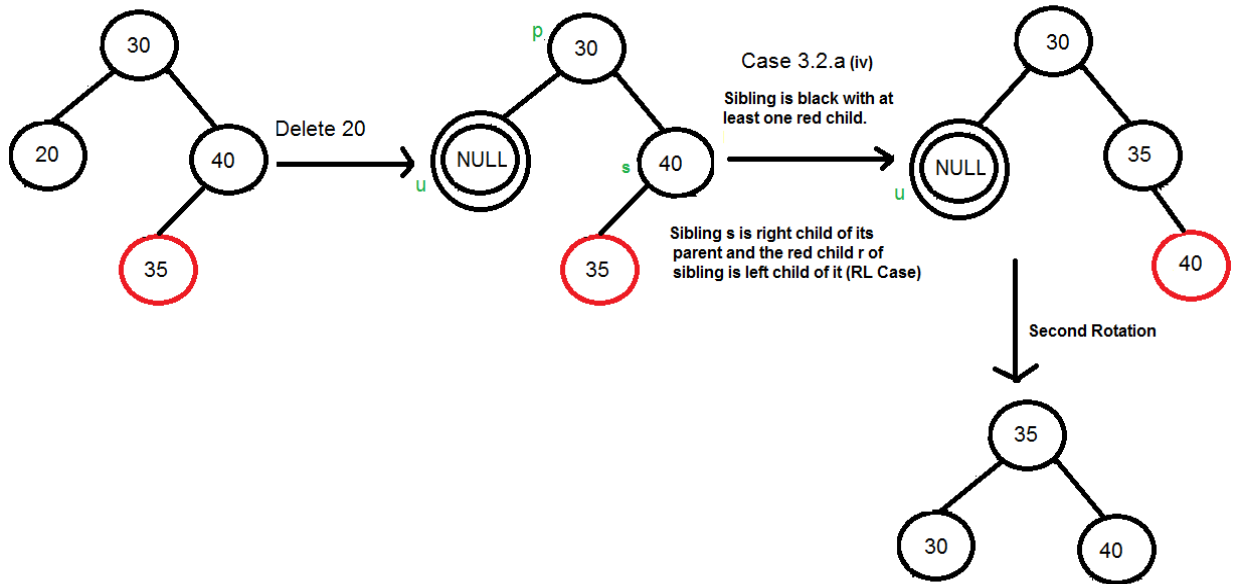 30
20
40
35
Delete 20
p
30
NULL
u
s
40
35
Case 3.2.a (iv)
Sibling is black with at
least one red child.
Sibling s is right child of its
parent and the red child r of
sibling is left child of it (RL Case)
30
NULL
u
35
40
Second Rotation
35
30
40